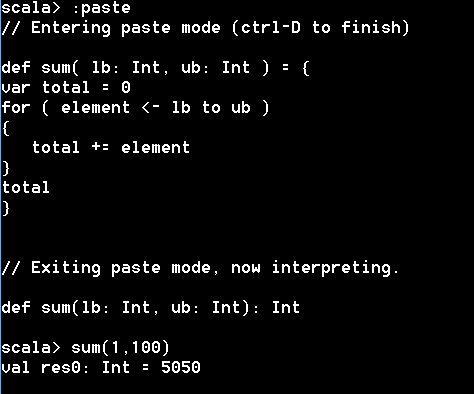 scala> :paste
// Entering paste mode (ctrl-D to finish)
def sum( lb: Int, ub: Int ) = {
var total = 0
for ( element <- lb to ub )
{
   total += element
}
total
}
// Exiting paste mode, now interpreting.
def sum(lb: Int, ub: Int): Int
scala> sum(1,100)
val res0: Int = 5050